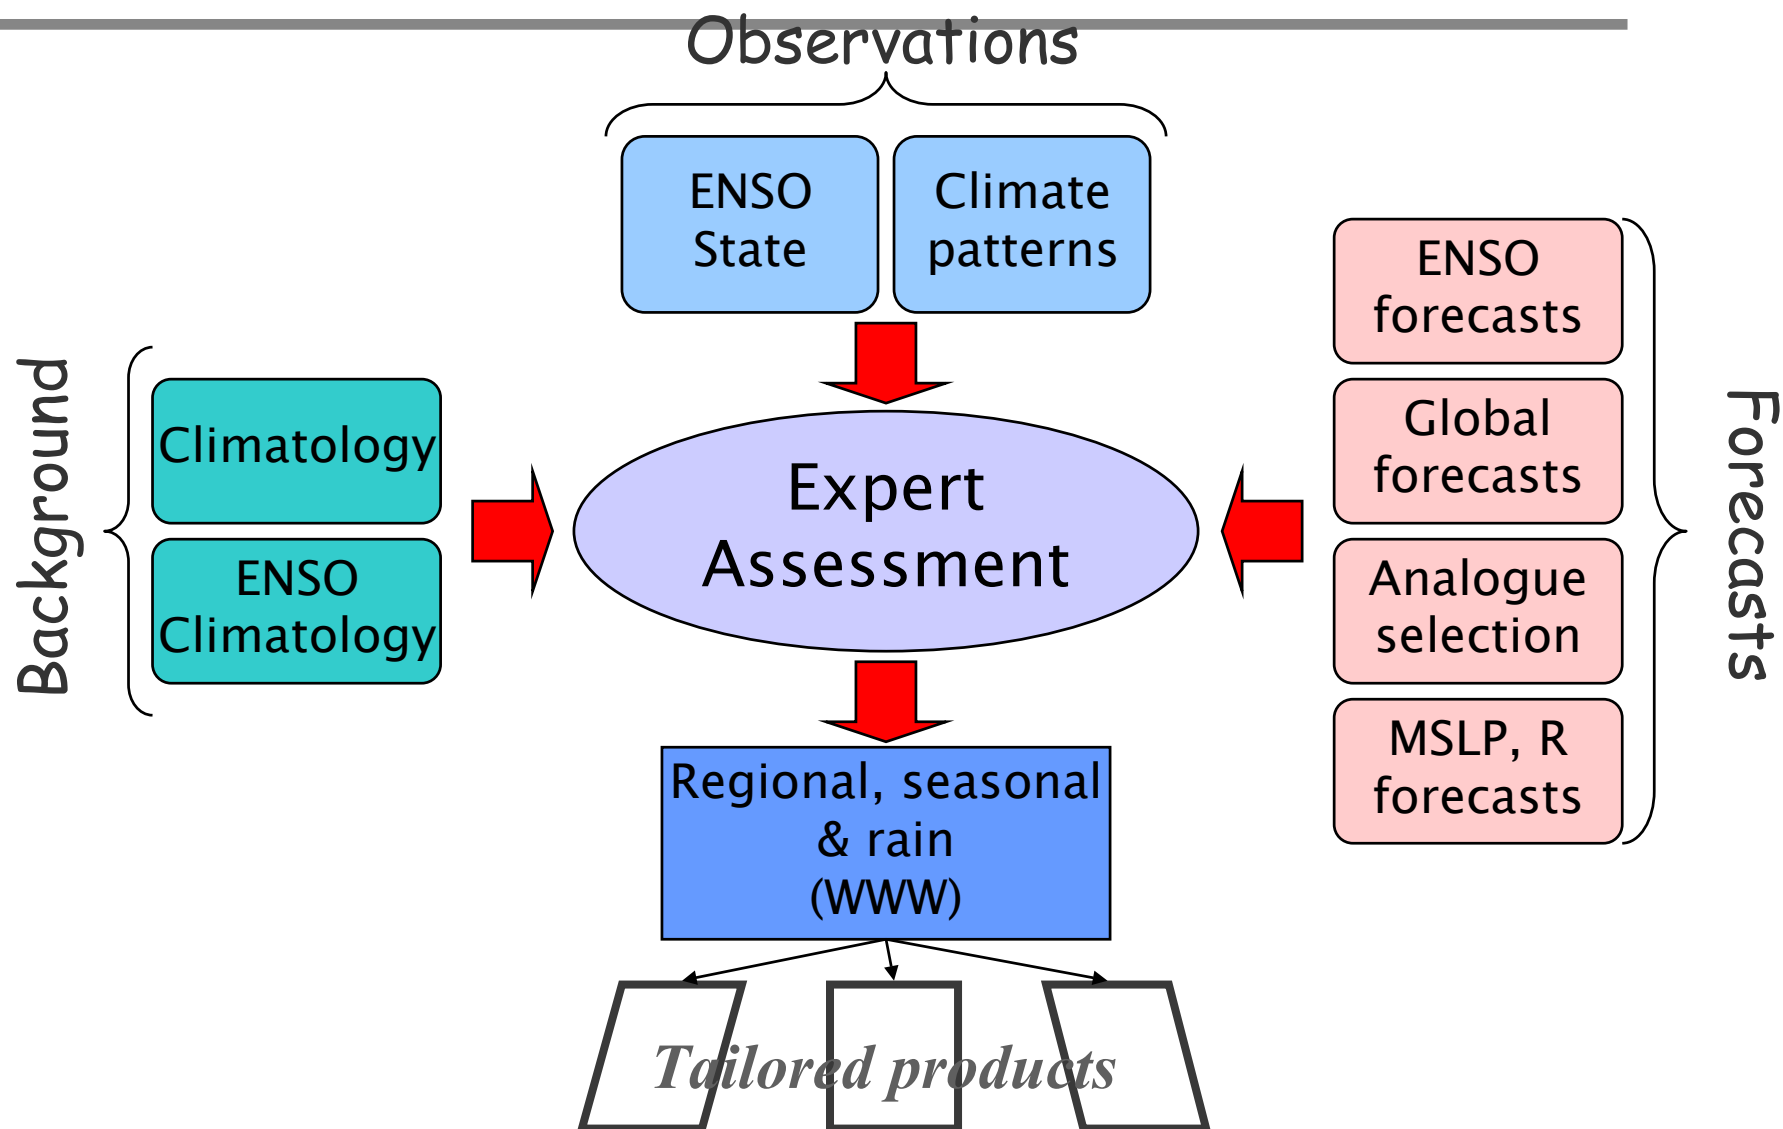 Observations
ENSO
State
Climate
patterns
Background
Climatology
ENSO
Climatology
Expert
Assessment
ENSO
forecasts
Global
forecasts
Analogue
selection
MSLP, R
forecasts
Forecasts
Regional, seasonal
& rain
(WWW)
Tailored products